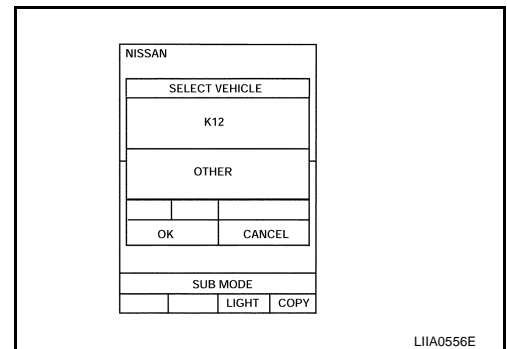 NISSAN
SELECT VEHICLE
K12
OTHER
OK CANCEL
SUB MODE
LIGHT COPY
LIIA0556E